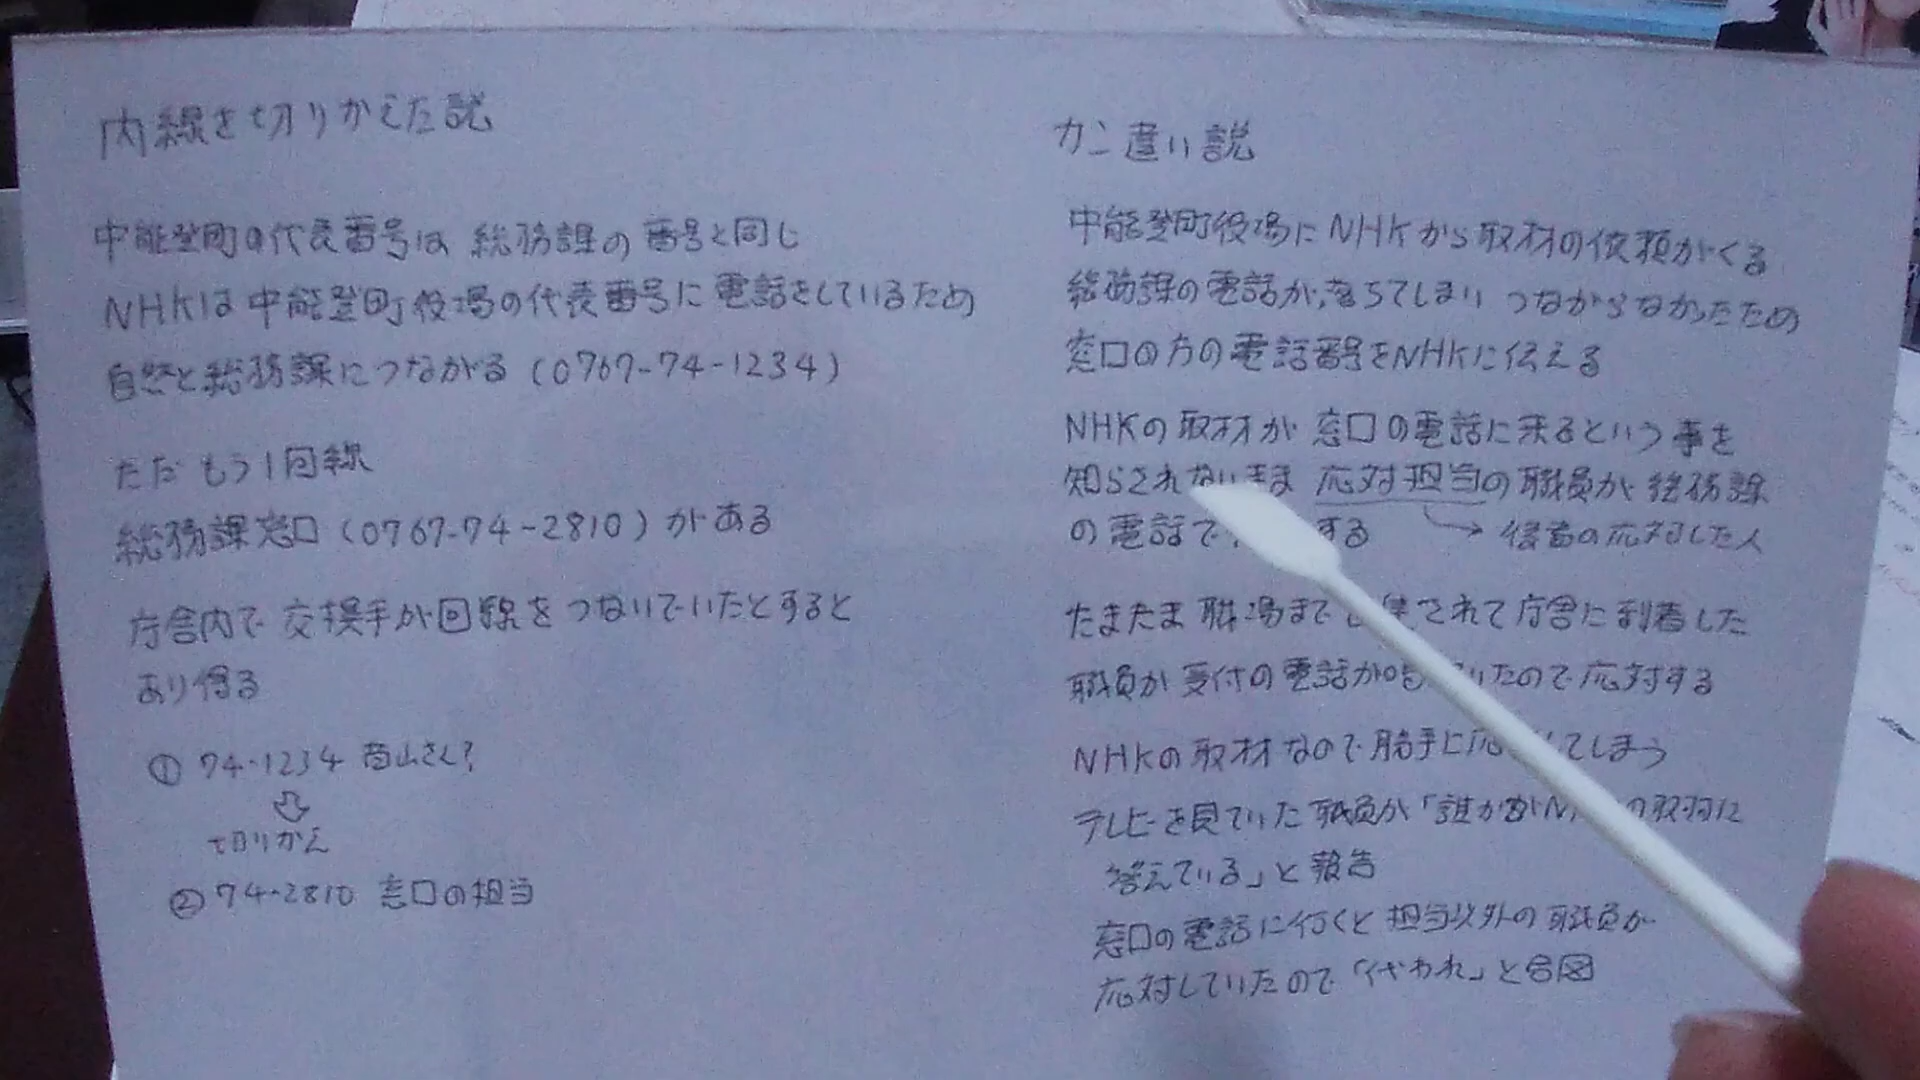 内線を切りかえた説
中能登町の代表番号は 総務課の番号と同じ
NHKは中能登町役場の代表番号に電話をしているため
自然と総務課につながる (0767-74-1234)
ただ もう1回線
総務課窓口 (0767-74-2810) がある
庁舎内で 交換手が回線をつないでいたとすると
あり得る
① 74-1234 苗山さん?
切りかえ
② 74-2810 窓口の担当
カン違い説
中能登町役場にNHKから取材の依頼がくる
総務課の電話が落ちてしまい つながらなかったため
窓口の方の電話番号をNHKに伝える
NHKの取材が 窓口の電話に来るという事を
知らされないまま 応対担当の職員が 総務課
の電話で する
→ 後者の応対した人
たまたま 職場まで されて庁舎に到着した
職員が 受付の電話が たので応対する
NHKの取材なので勝手に応 てしまう
テレビを見ていた職員が「誰かがN の取材に
答えている」と報告
窓口の電話に行くと担当以外の職員が
応対していたので「代われ」と合図